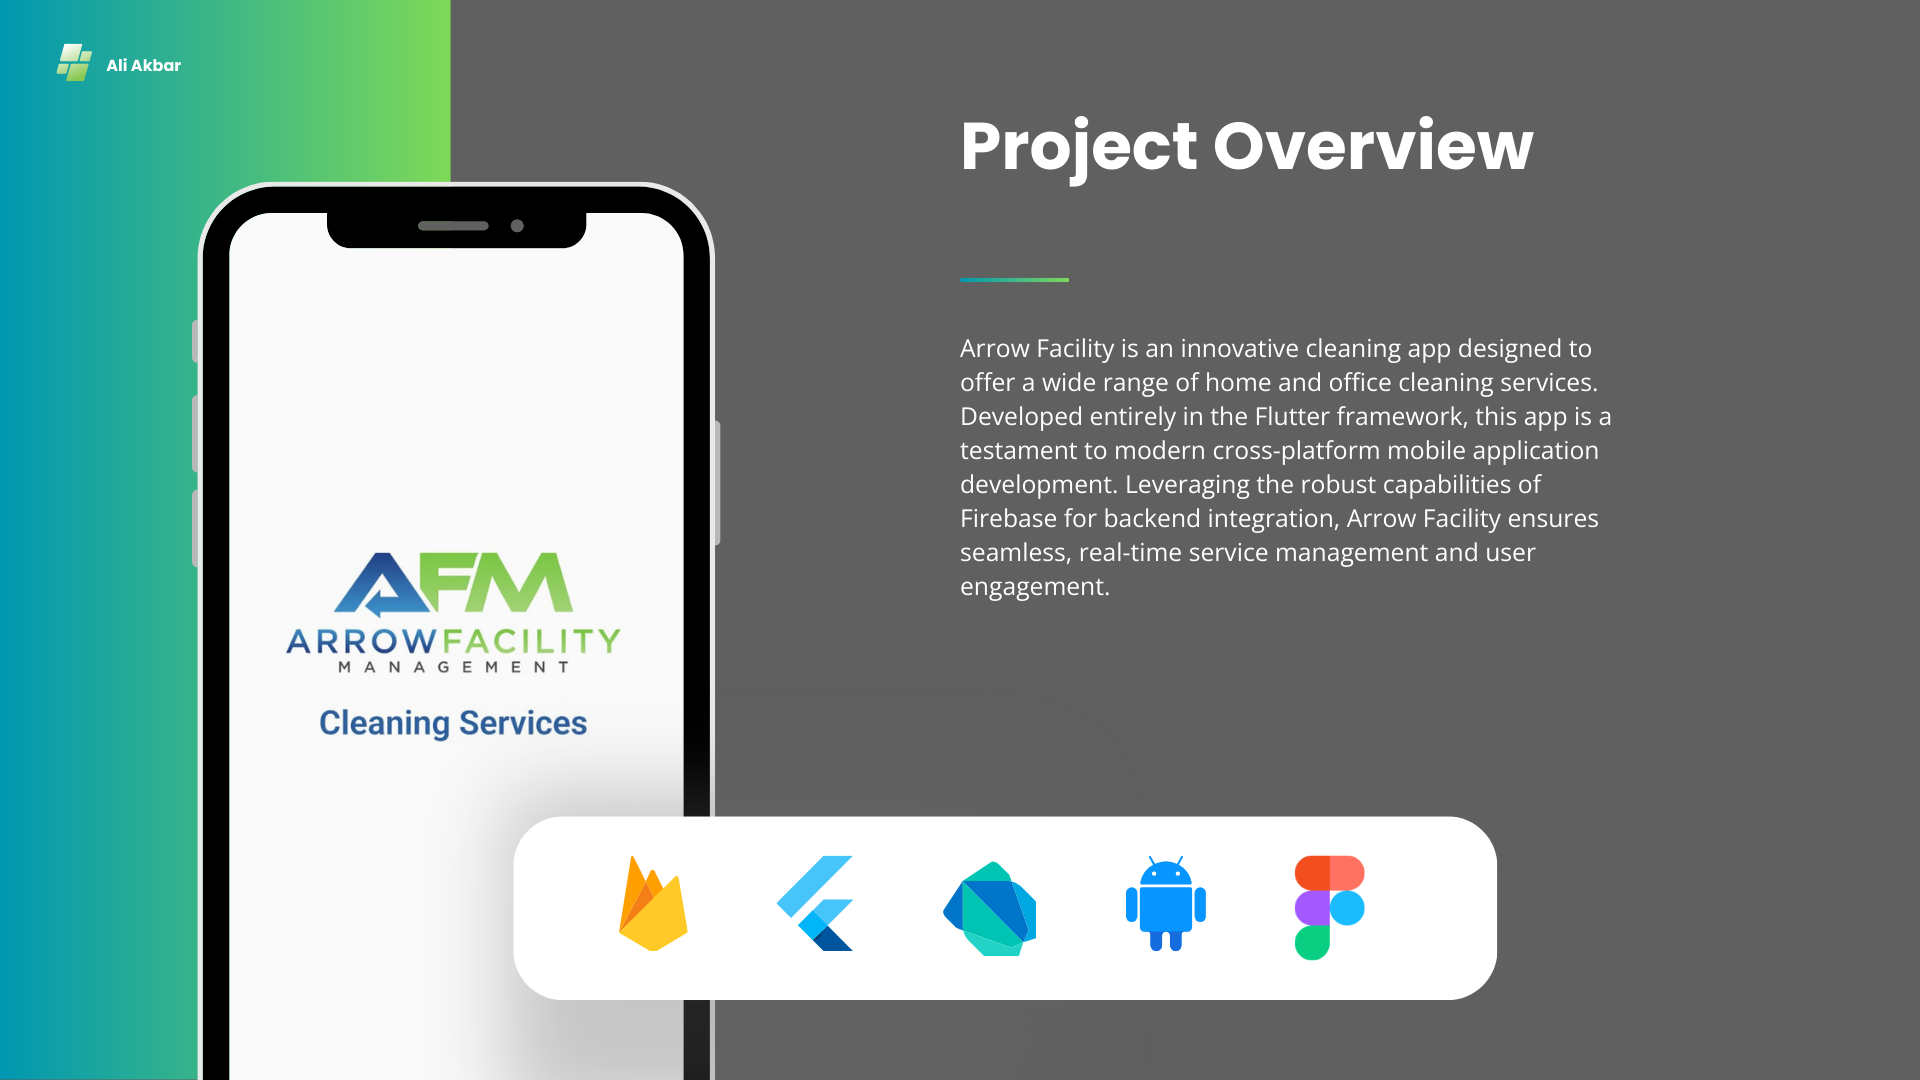 Ali Akbar
Project Overview
Arrow Facility is an innovative cleaning app designed to
offer a wide range of home and office cleaning services.
Developed entirely in the Flutter framework, this app is a
testament to modern cross-platform mobile application
development. Leveraging the robust capabilities of
Firebase for backend integration, Arrow Facility ensures
seamless, real-time service management and user
engagement.
AFM
ARROWFACILITY
MANAGEMENT
Cleaning Services